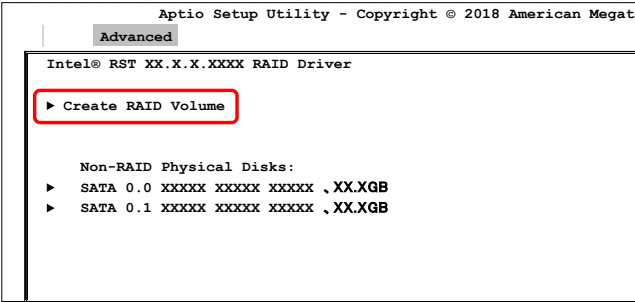 Aptio Setup Utility - Copyright © 2018 American Megat
Advanced
Intel® RST XX.X.X.XXXX RAID Driver
▶ Create RAID Volume
Non-RAID Physical Disks:
▶ SATA 0.0 XXXXX XXXXX XXXXX 、XX.XGB
▶ SATA 0.1 XXXXX XXXXX XXXXX 、XX.XGB